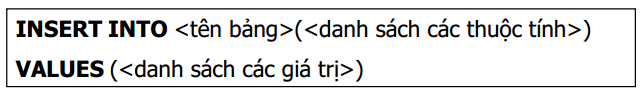 INSERT INTO <tên bảng>(<danh sách các thuộc tính>)
VALUES (<danh sách các giá trị>)